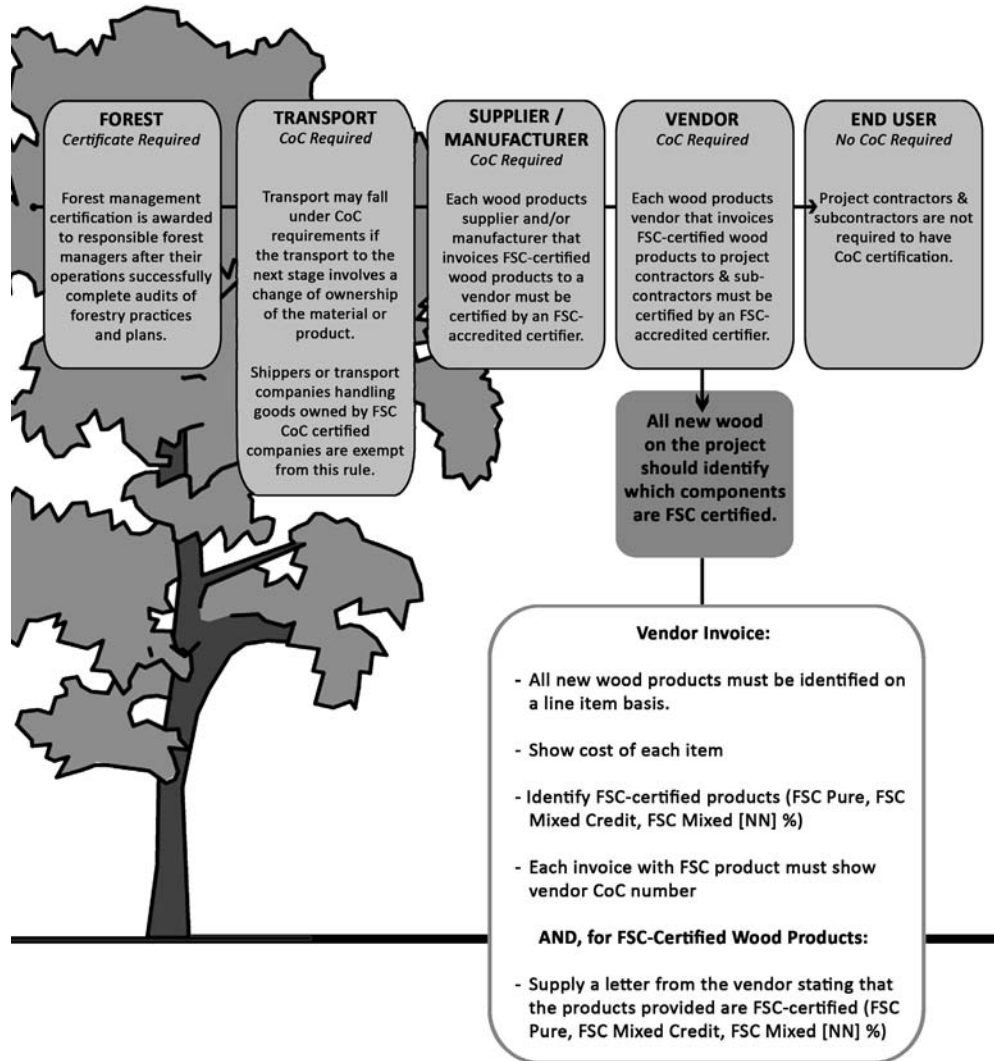 FOREST
Certificate Required
Forest management
certification is awarded
to responsible forest
managers after their
operations successfully
complete audits of
forestry practices
and plans.
TRANSPORT
CoC Required
Transport may fall
under CoC
requirements if
the transport to the
next stage involves a
change of ownership
of the material or
product.
Shippers or transport
companies handling
goods owned by FSC
CoC certified
companies are exempt
from this rule.
SUPPLIER /
MANUFACTURER
CoC Required
Each wood products
supplier and/or
manufacturer that
invoices FSC-certified
wood products to a
vendor must be
certified by an FSC-
accredited certifier.
VENDOR
CoC Required
Each wood products
vendor that invoices
FSC-certified wood
products to project
contractors & sub-
contractors must be
certified by an FSC-
accredited certifier.
END USER
No CoC Required
Project contractors &
subcontractors are not
required to have
CoC certification.
All new wood
on the project
should identify
which components
are FSC certified.
Vendor Invoice:
- All new wood products must be identified on
a line item basis.
- Show cost of each item
- Identify FSC-certified products (FSC Pure, FSC
Mixed Credit, FSC Mixed [NN] %)
- Each invoice with FSC product must show
vendor CoC number
AND, for FSC-Certified Wood Products:
- Supply a letter from the vendor stating that
the products provided are FSC-certified (FSC
Pure, FSC Mixed Credit, FSC Mixed [NN] %)